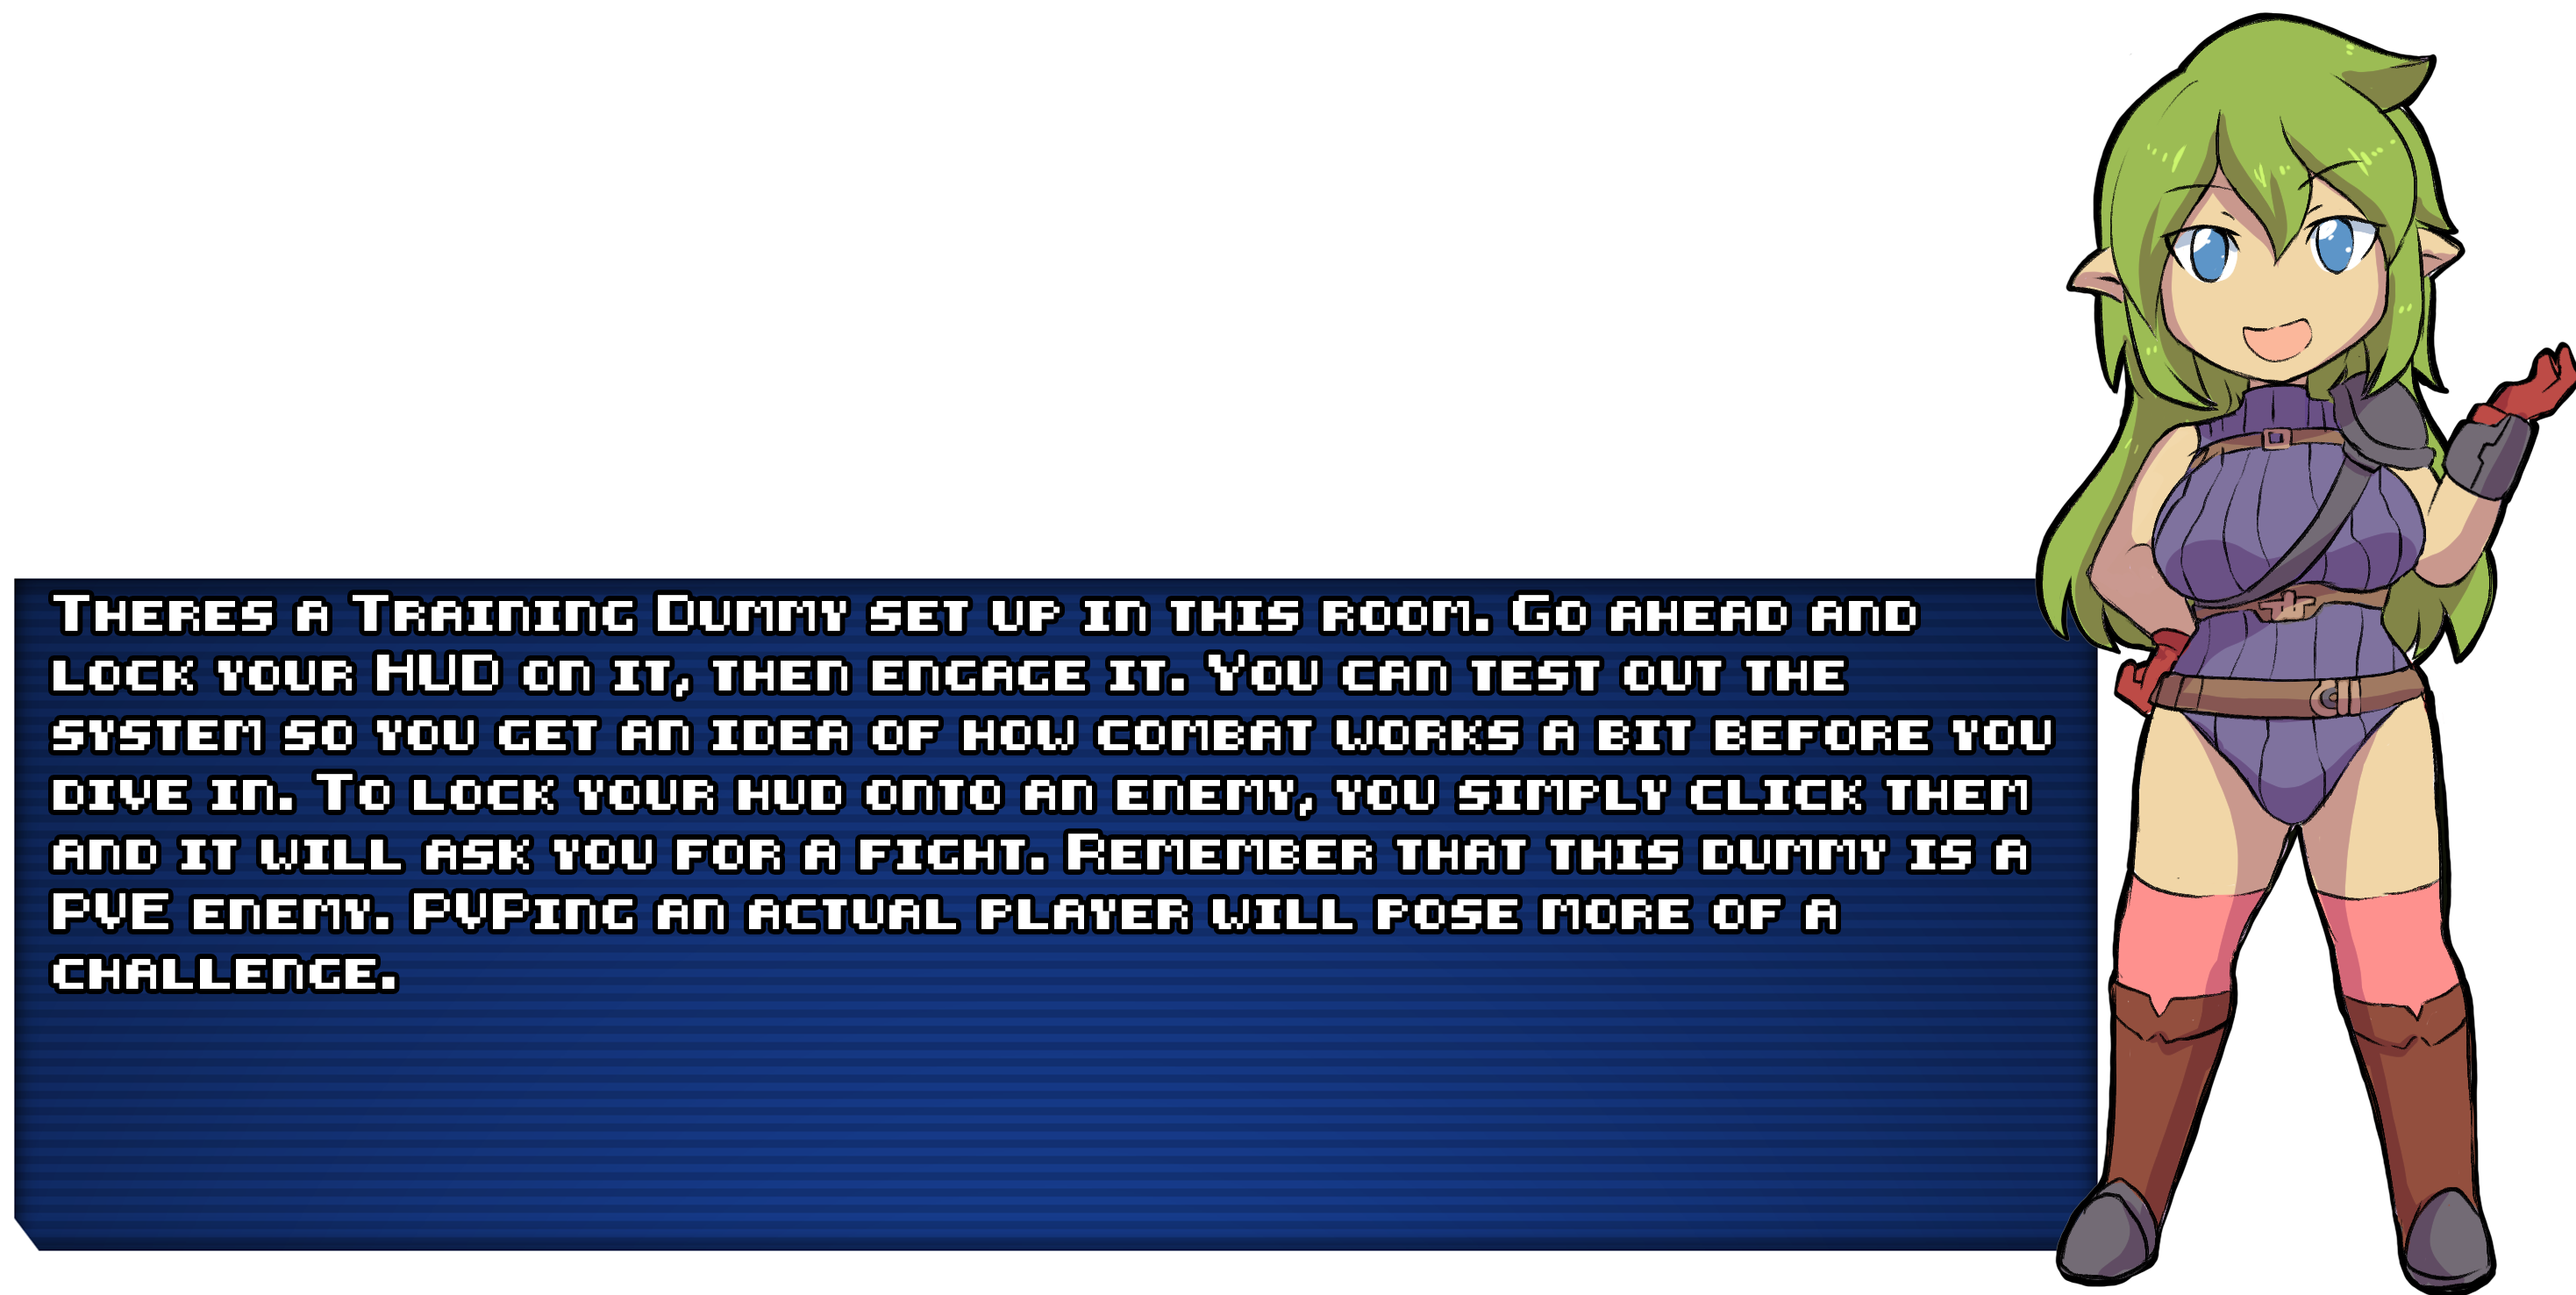 Theres a Training Dummy set up in this room. Go ahead and
lock your HUD on it, then engage it. You can test out the
system so you get an idea of how combat works a bit before you
dive in. To lock your hud onto an enemy, you simply click them
and it will ask you for a fight. Remember that this dummy is a
PVE enemy. PVPing an actual player will pose more of a
challenge.